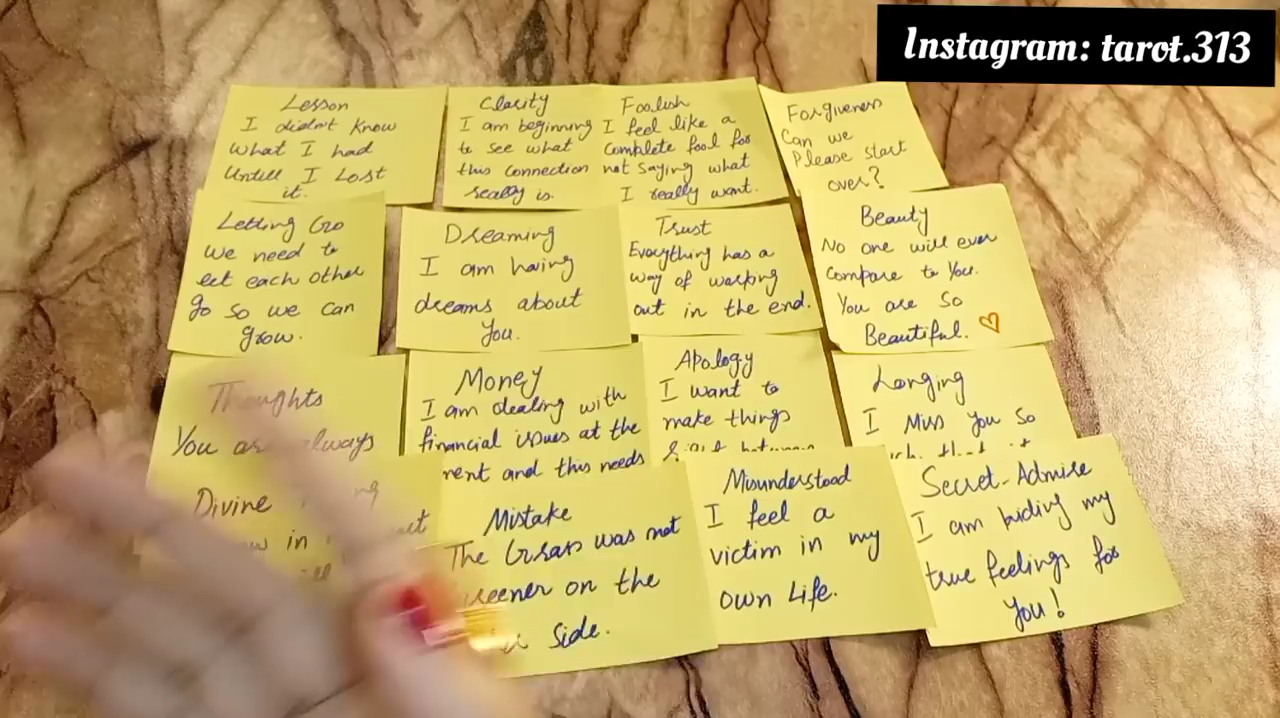 Instagram: tarot.313
Lesson
I didn't know
what I had
Untill I Lost
it.
Clarity
I am beginning
to see what
this connection
really is.
Foolish
I feel like a
Complete fool for
not saying what
I really want.
Forgiveness
Can we
Please start
over?
Letting Go
We need to
let each other
go so we can
grow.
Dreaming
I am having
dreams about
You.
Trust
Everything has a
way of working
out in the end.
Beauty
No one will ever
Compare to You.
You are so
Beautiful.
Thoughts
You are always
Money
I am dealing with
financial issues at the
and this needs
Apology
I want to
make things
Longing
I Miss You so
Divine
in
Mistake
The Grass was not
on the
Side.
Misunderstood
I feel a
victim in my
own Life.
Secret-Admire
I am hiding my
true feelings for
You!